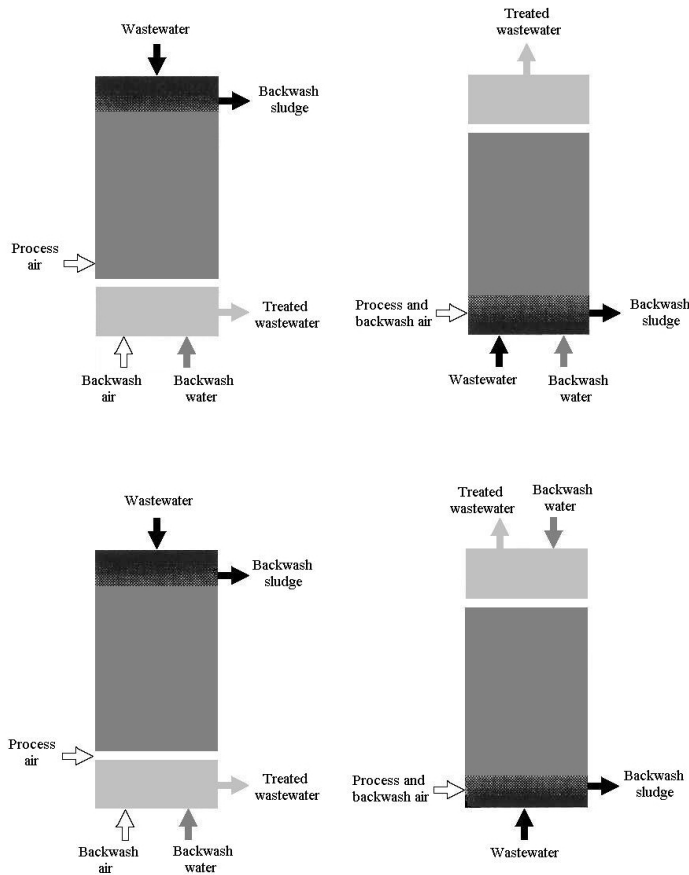 Wastewater
Backwash
sludge
Process
air
Treated
wastewater
Backwash
air
Backwash
water
Treated
wastewater
Process and
backwash air
Backwash
sludge
Wastewater
Backwash
water
Wastewater
Backwash
sludge
Process
air
Treated
wastewater
Backwash
air
Backwash
water
Treated
wastewater
Backwash
water
Process and
backwash air
Backwash
sludge
Wastewater